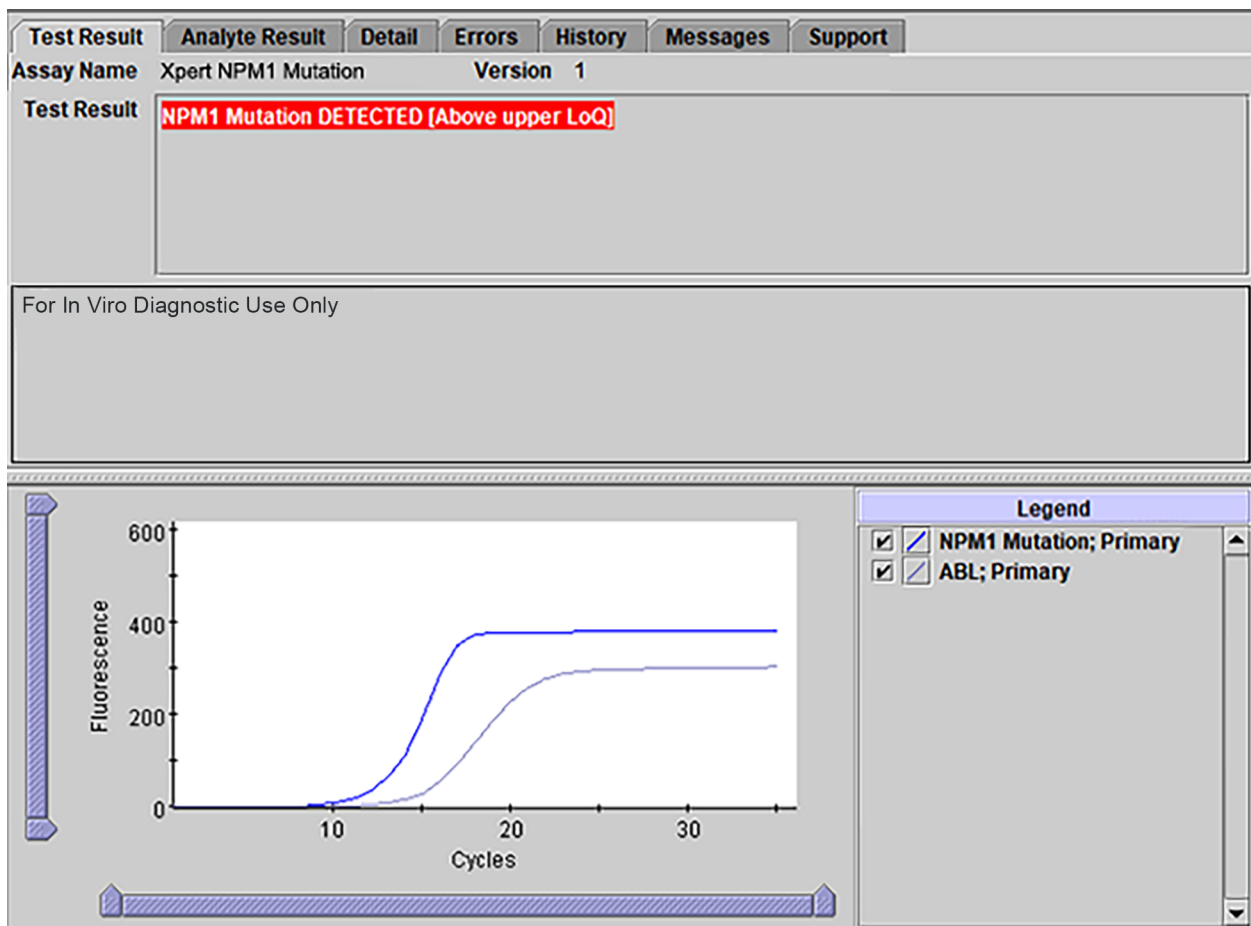 Test Result Analyte Result Detail Errors History Messages Support
Assay Name Xpert NPM1 Mutation Version 1
Test Result NPM1 Mutation DETECTED [Above upper LoQ]
For In Viro Diagnostic Use Only
600
400
200
0
Fluorescence
10 20 30
Cycles
Legend
NPM1 Mutation; Primary
ABL; Primary